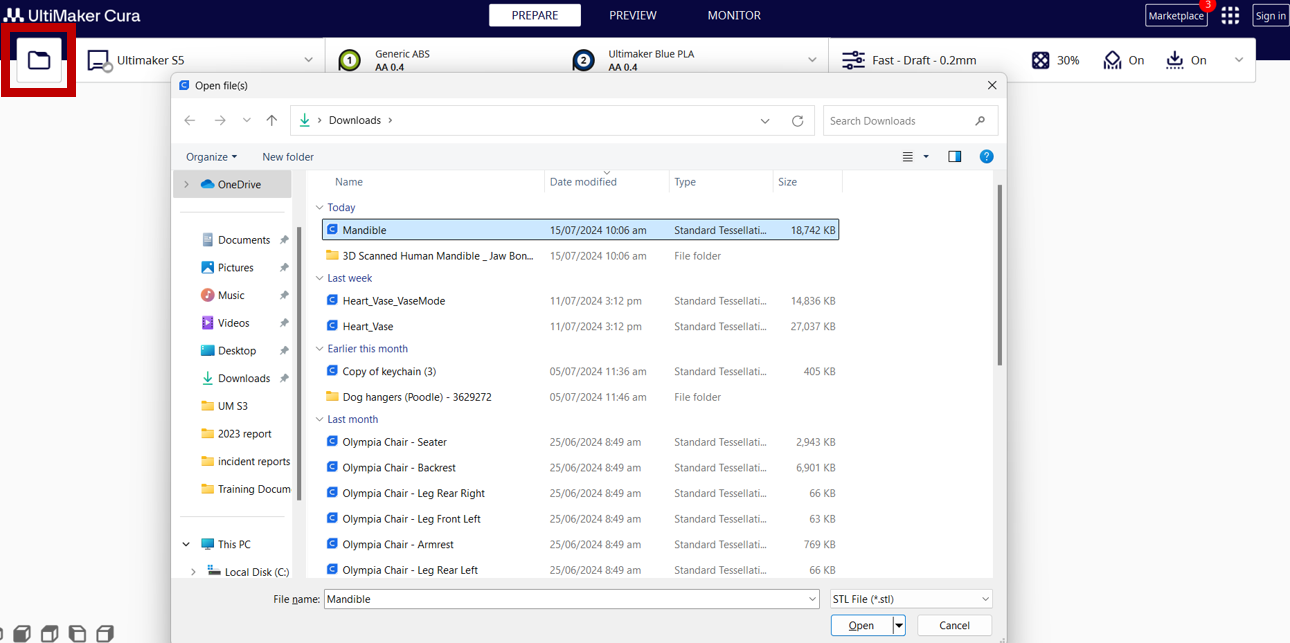 UltiMaker Cura
PREPARE
PREVIEW
MONITOR
Marketplace
3
Sign in
Ultimaker S5
1
Generic ABS
AA 0.4
2
Ultimaker Blue PLA
AA 0.4
Fast - Draft - 0.2mm
30%
On
On
Open file(s)
Downloads
Search Downloads
Organize
New folder
?
OneDrive
Documents
Pictures
Music
Videos
Desktop
Downloads
UM S3
2023 report
incident reports
Training Docum
This PC
Local Disk (C:)
Name Date modified Type Size
Today
Mandible 15/07/2024 10:06 am Standard Tessellati... 18,742 KB
3D Scanned Human Mandible _ Jaw Bon... 15/07/2024 10:06 am File folder
Last week
Heart_Vase_VaseMode 11/07/2024 3:12 pm Standard Tessellati... 14,836 KB
Heart_Vase 11/07/2024 3:12 pm Standard Tessellati... 27,037 KB
Earlier this month
Copy of keychain (3) 05/07/2024 11:36 am Standard Tessellati... 405 KB
Dog hangers (Poodle) - 3629272 05/07/2024 11:46 am File folder
Last month
Olympia Chair - Seater 25/06/2024 8:49 am Standard Tessellati... 2,943 KB
Olympia Chair - Backrest 25/06/2024 8:49 am Standard Tessellati... 6,901 KB
Olympia Chair - Leg Rear Right 25/06/2024 8:49 am Standard Tessellati... 66 KB
Olympia Chair - Leg Front Left 25/06/2024 8:49 am Standard Tessellati... 63 KB
Olympia Chair - Armrest 25/06/2024 8:49 am Standard Tessellati... 769 KB
Olympia Chair - Leg Rear Left 25/06/2024 8:49 am Standard Tessellati... 66 KB
File name: Mandible
STL File (*.stl)
Open
Cancel